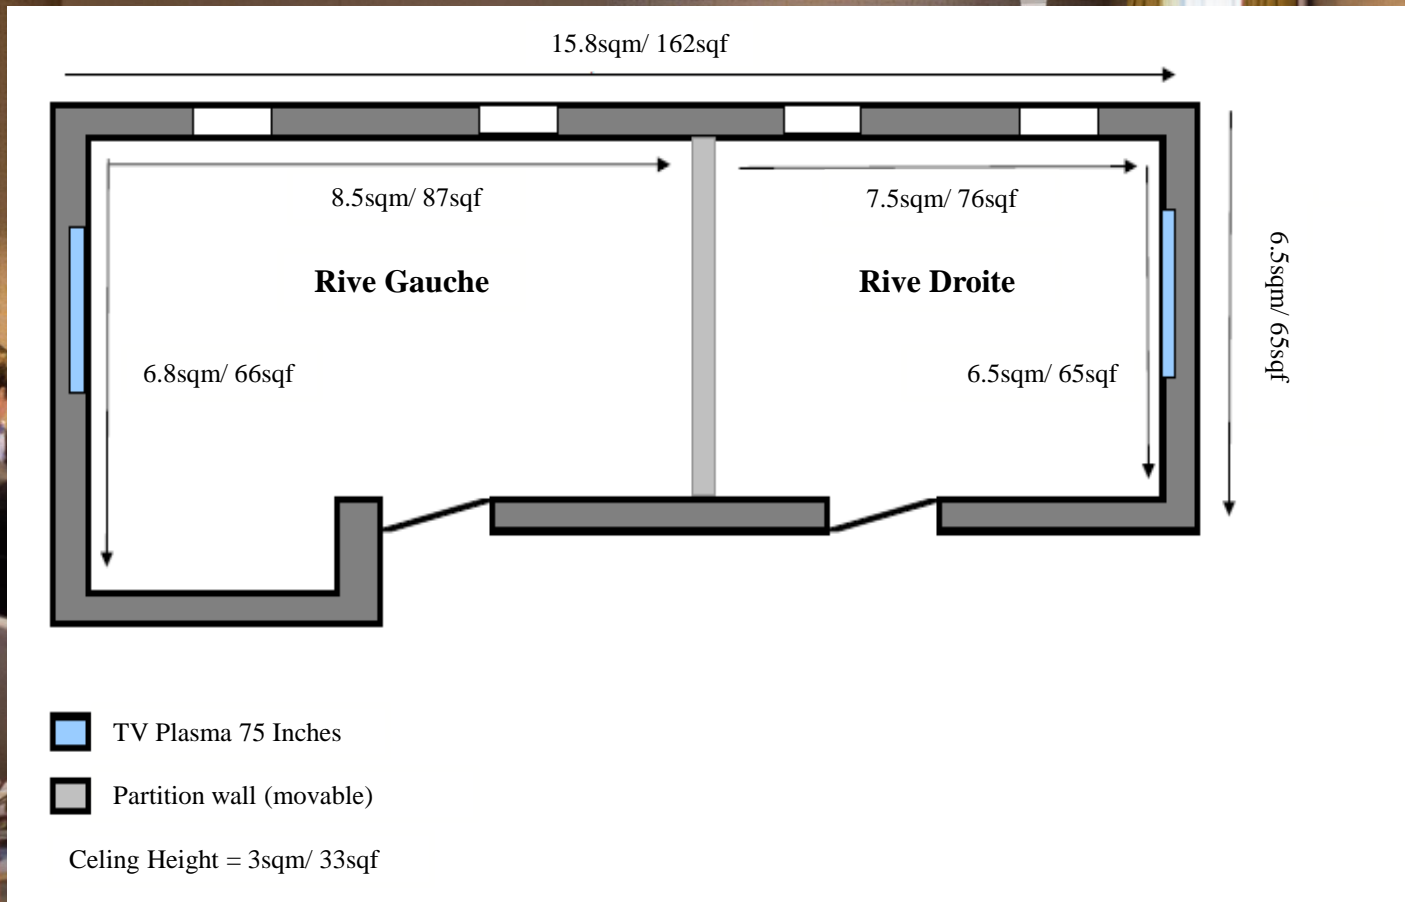 15.8sqm/ 162sqf
8.5sqm/ 87sqf
7.5sqm/ 76sqf
Rive Gauche
Rive Droite
6.5sqm/ 65sqf
6.8sqm/ 66sqf
6.5sqm/ 65sqf
TV Plasma 75 Inches
Partition wall (movable)
Celing Height = 3sqm/ 33sqf